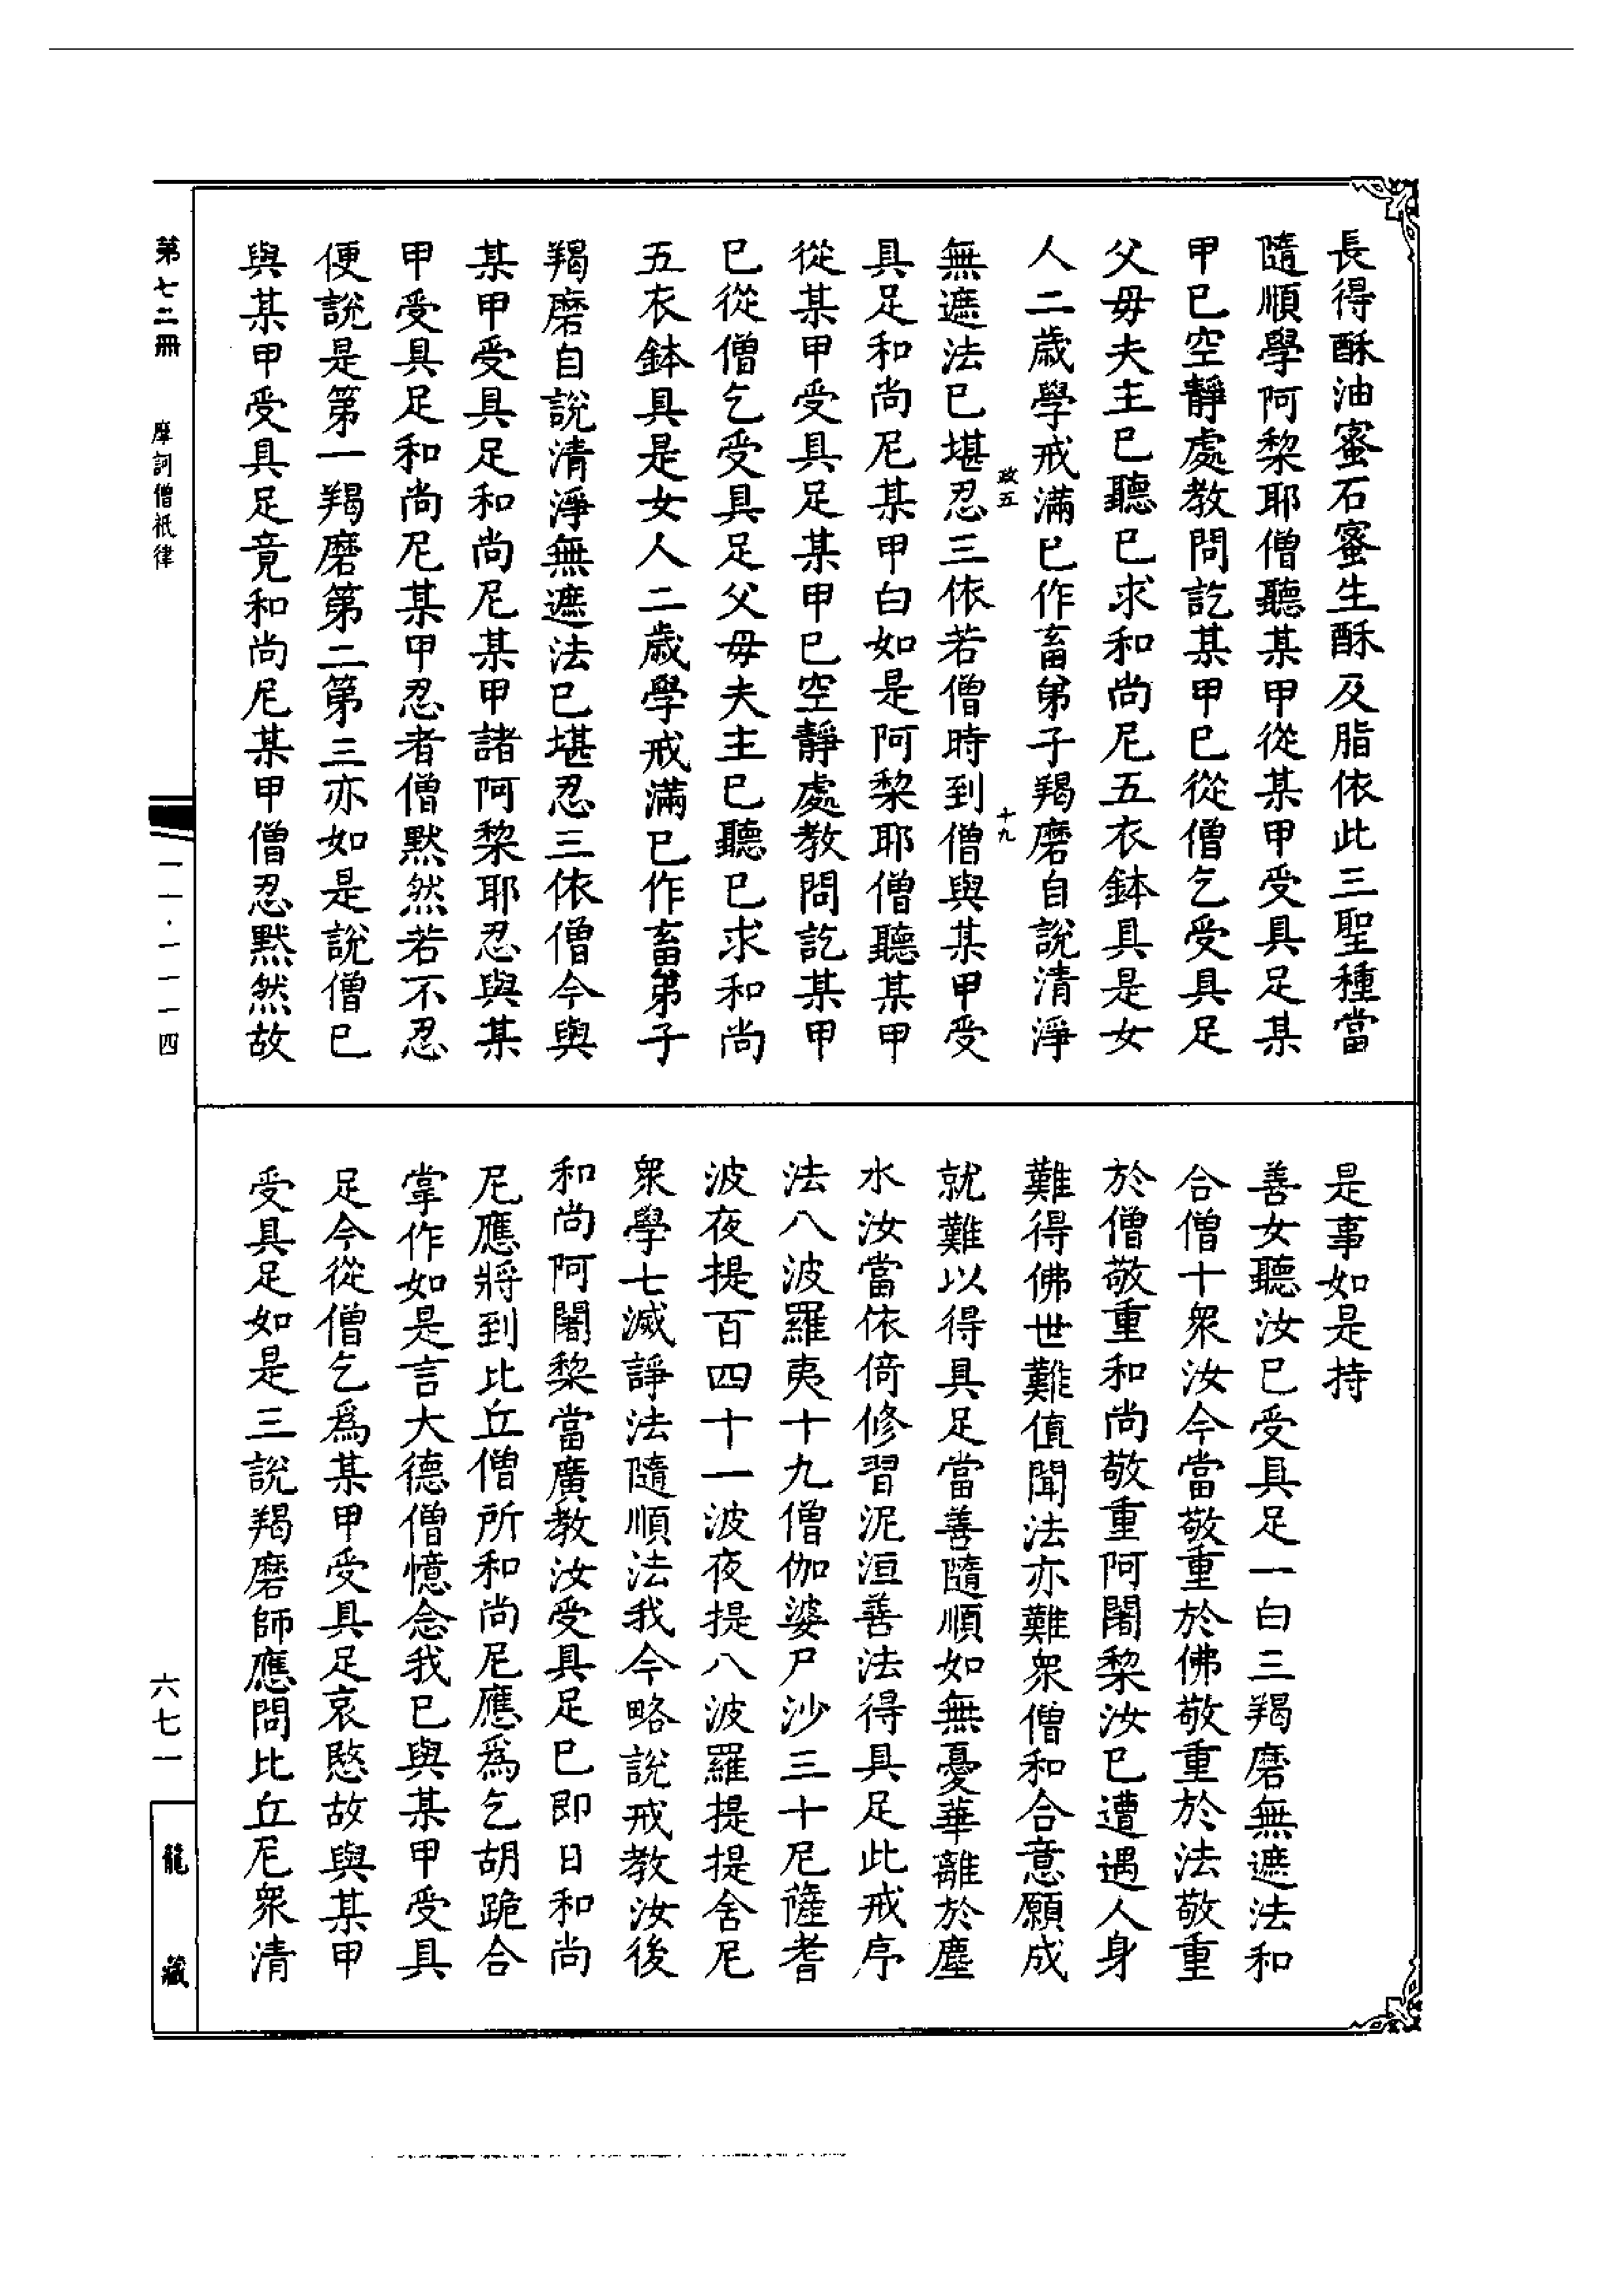 長得酥油蜜石蜜生酥及脂依此三聖種當
隨順學阿黎耶僧聽某甲從某甲受具足某
甲已空靜處教問訖某甲已從僧乞受具足
父母夫主已聽已求和尚尼五衣鉢具是女
人二歲學戒滿已作畜弟子羯磨自說清淨
政五 十九
無遮法已堪忍三依若僧時到僧與某甲受
具足和尚尼某甲白如是阿黎耶僧聽某甲
從某甲受具足某甲已空靜處教問訖某甲
已從僧乞受具足父母夫主已聽已求和尚
五衣鉢具是女人二歲學戒滿已作畜弟子
羯磨自說清淨無遮法已堪忍三依僧今與
某甲受具足和尚尼某甲諸阿黎耶忍與某
甲受具足和尚尼某甲忍者僧黙然若不忍
便說是第一羯磨第二第三亦如是說僧已
與某甲受具足竟和尚尼某甲僧忍黙然故
是事如是持
善女聽汝已受具足一白三羯磨無遮法和
合僧十衆汝今當敬重於佛敬重於法敬重
於僧敬重和尚敬重阿闍黎汝已遭遇人身
難得佛世難值聞法亦難衆僧和合意願成
就難以得具足當善隨順如無憂華離於塵
水汝當依倚修習泥洹善法得具足此戒序
法八波羅夷十九僧伽婆尸沙三十尼薩耆
波夜提百四十一波夜提八波羅提提舍尼
衆學七滅諍法隨順法我今略說戒教汝後
和尚阿闍黎當廣教汝受具足已即日和尚
尼應將到比丘僧所和尚尼應爲乞胡跪合
掌作如是言大德僧憶念我已與某甲受具
足今從僧乞爲某甲受具足哀愍故與某甲
受具足如是三說羯磨師應問比丘尼衆清
第七二冊 摩訶僧祇律
一一·一一一四
六七一
龍藏